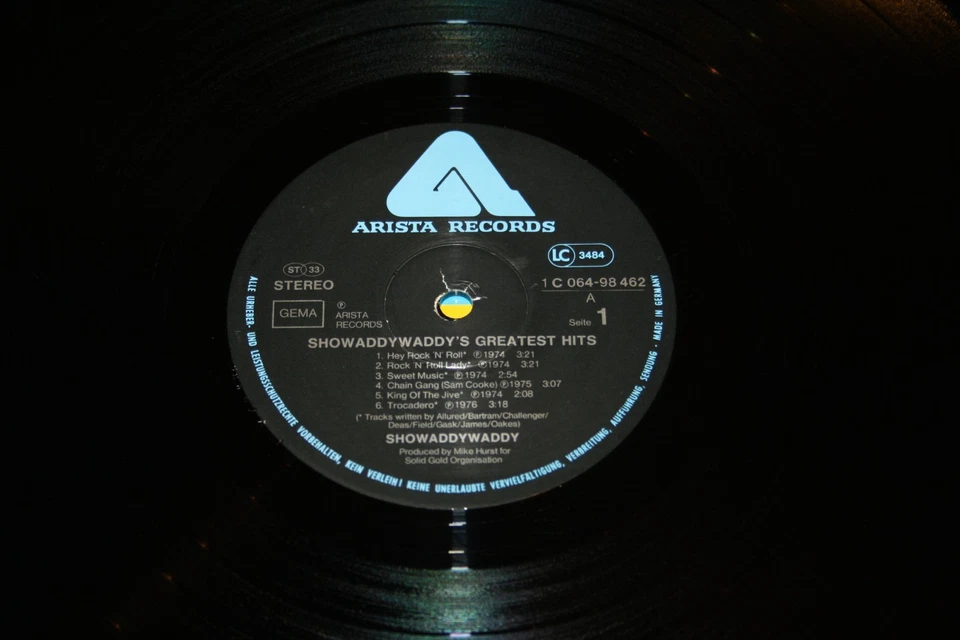 ARISTA RECORDS
LC 3484
ST 33
STEREO
1 C 064-98 462
A
GEMA
℗ ARISTA
RECORDS
Seite 1
SHOWADDYWADDY'S GREATEST HITS
1. Hey Rock 'N' Roll* ℗1974 3:21
2. Rock 'N' Roll Lady* ℗1974 3:21
3. Sweet Music* ℗1974 2:54
4. Chain Gang (Sam Cooke) ℗1975 3:07
5. King Of The Jive* ℗1974 2:08
6. Trocadero* ℗1976 3:18
(* Tracks written by Allured/Bartram/Challenger/
Deas/Field/Gask/James/Oakes)
SHOWADDYWADDY
Produced by Mike Hurst for
Solid Gold Organisation
ALLE URHEBER- UND LEISTUNGSSCHUTZRECHTE VORBEHALTEN, KEIN VERLEIH! KEINE UNERLAUBTE VERVIELFÄLTIGUNG, VERBREITUNG, AUFFÜHRUNG, SENDUNG · MADE IN GERMANY